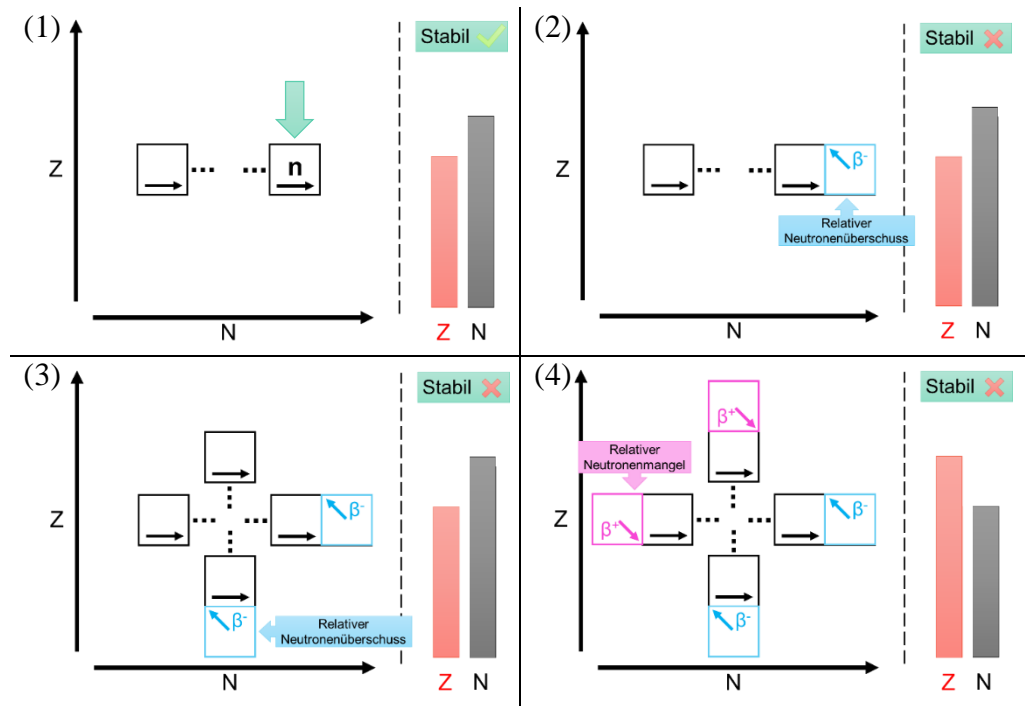 (1)
Stabil
n
Z
N
Z N
(2)
Stabil
β-
Relativer
Neutronenüberschuss
Z
N
Z N
(3)
Stabil
β-
β-
Relativer
Neutronenüberschuss
Z
N
Z N
(4)
Stabil
β+
Relativer
Neutronenmangel
β+
β-
β-
Z
N
Z N